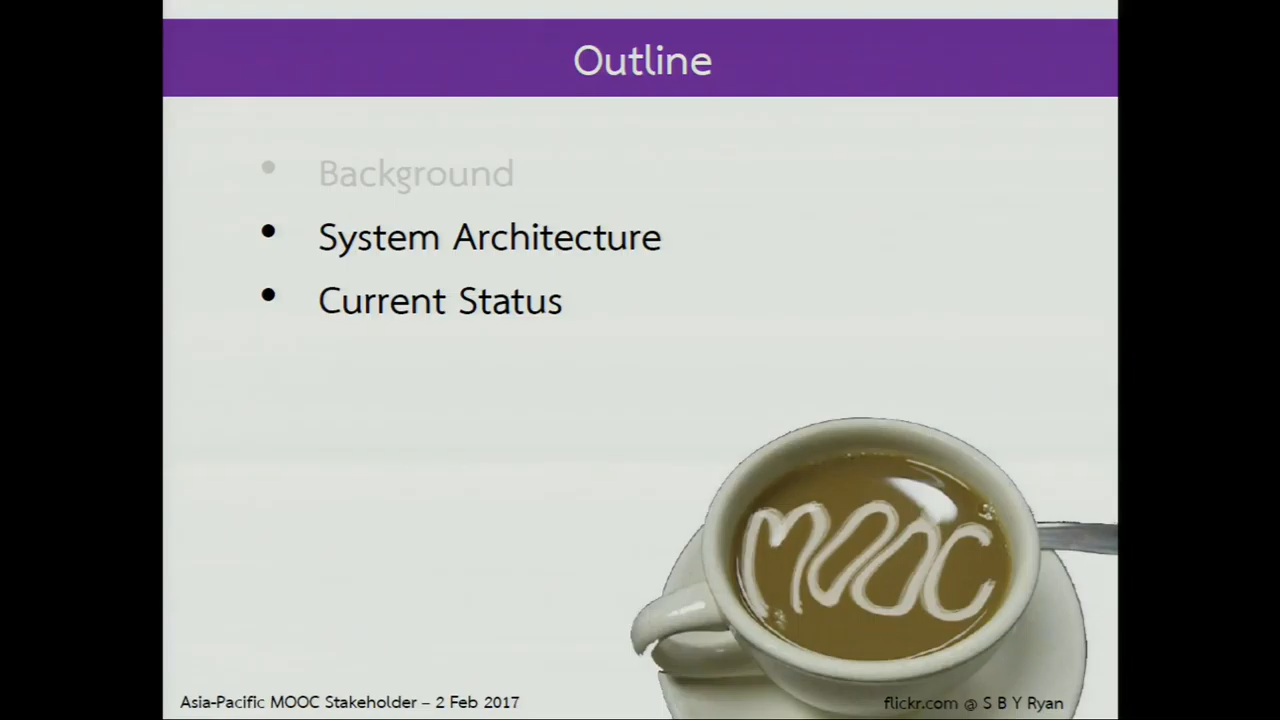 Outline
• Background
• System Architecture
• Current Status
MOOC
Asia-Pacific MOOC Stakeholder – 2 Feb 2017
flickr.com @ S B Y Ryan